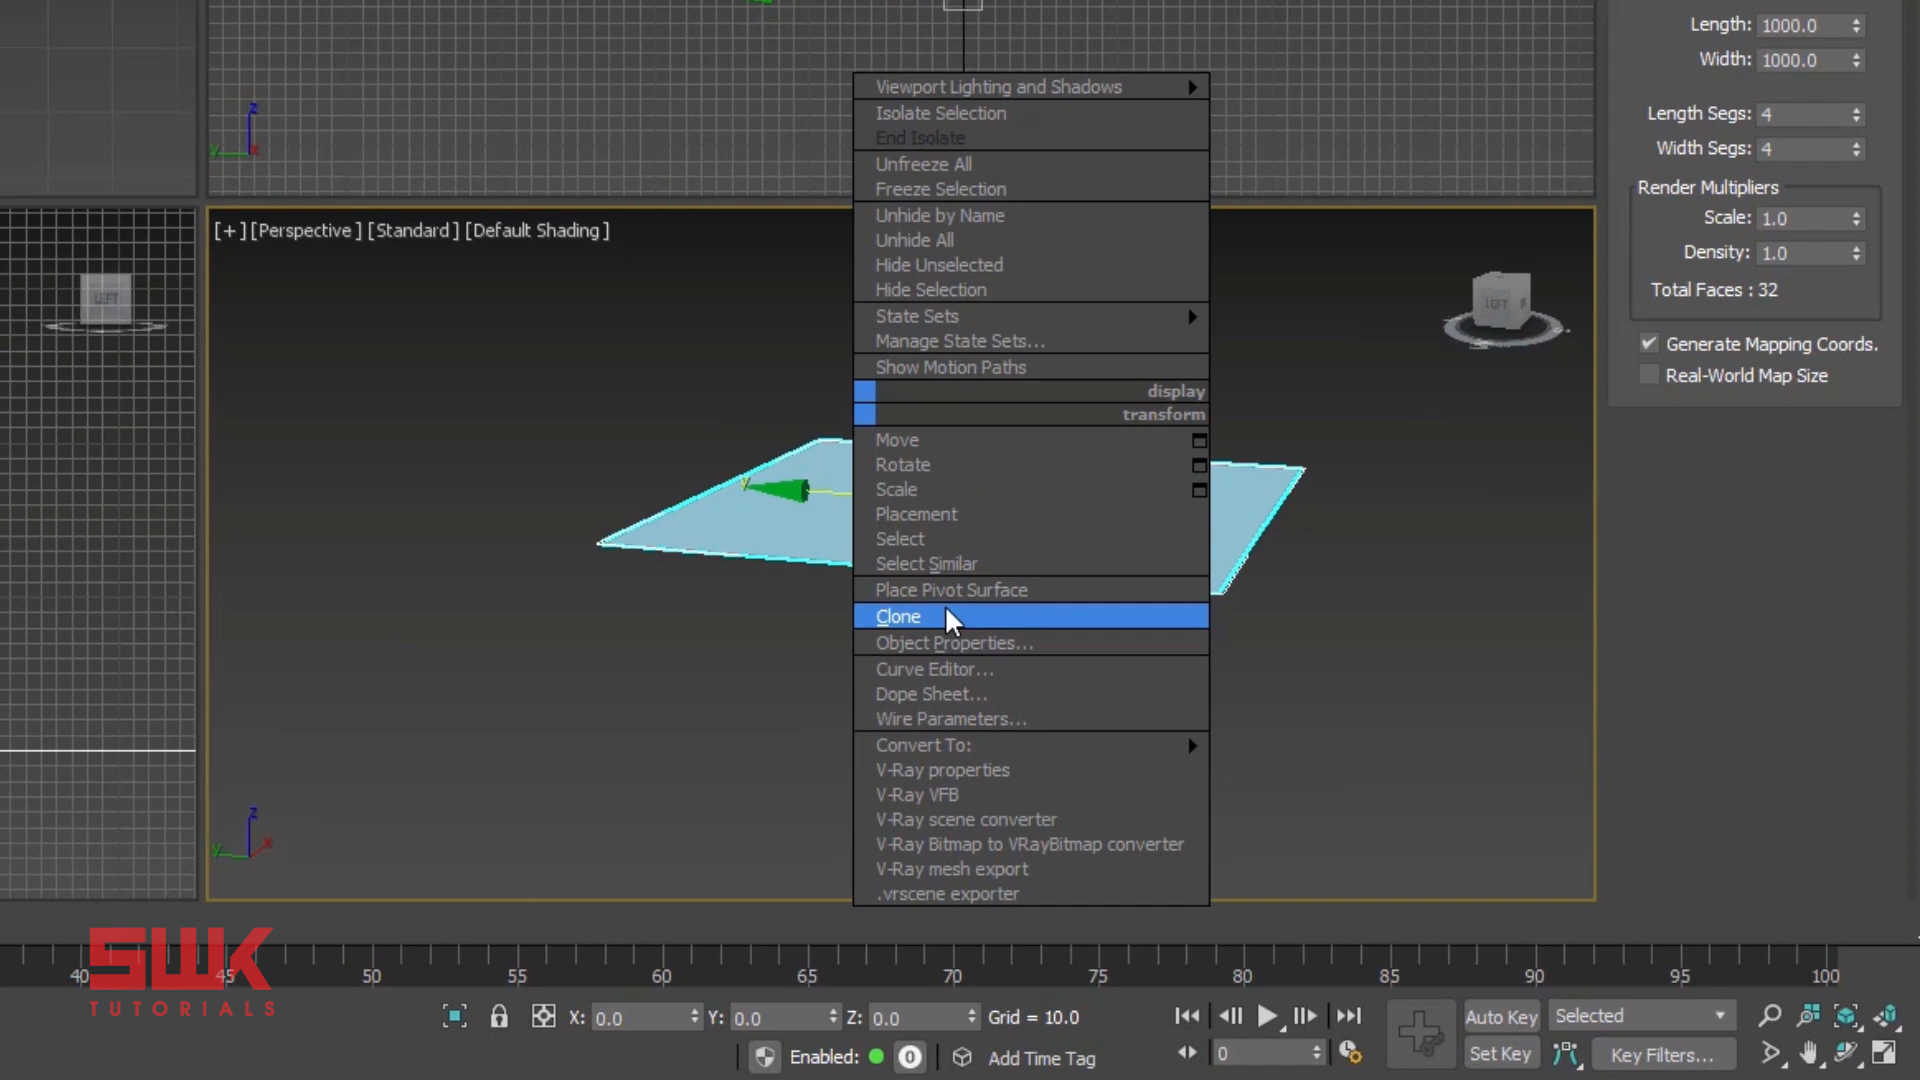 Length: 1000.0
Width: 1000.0
Length Segs: 4
Width Segs: 4
Render Multipliers
Scale: 1.0
Density: 1.0
Total Faces : 32
Generate Mapping Coords.
Real-World Map Size
z
y x
[+] [Perspective ] [Standard ] [Default Shading ]
LEFT
LEFT
Viewport Lighting and Shadows
Isolate Selection
End Isolate
Unfreeze All
Freeze Selection
Unhide by Name
Unhide All
Hide Unselected
Hide Selection
State Sets
Manage State Sets...
Show Motion Paths
display
transform
Move
Rotate
Scale
Placement
Select
Select Similar
Place Pivot Surface
Clone
Object Properties...
Curve Editor...
Dope Sheet...
Wire Parameters...
Convert To:
V-Ray properties
V-Ray VFB
V-Ray scene converter
V-Ray Bitmap to VRayBitmap converter
V-Ray mesh export
.vrscene exporter
y
z
y x
40 45 50 55 60 65 70 75 80 85 90 95 100
SWK
TUTORIALS
X: 0.0 Y: 0.0 Z: 0.0 Grid = 10.0
Auto Key Selected
Enabled: 0 Add Time Tag
0
Set Key Key Filters...